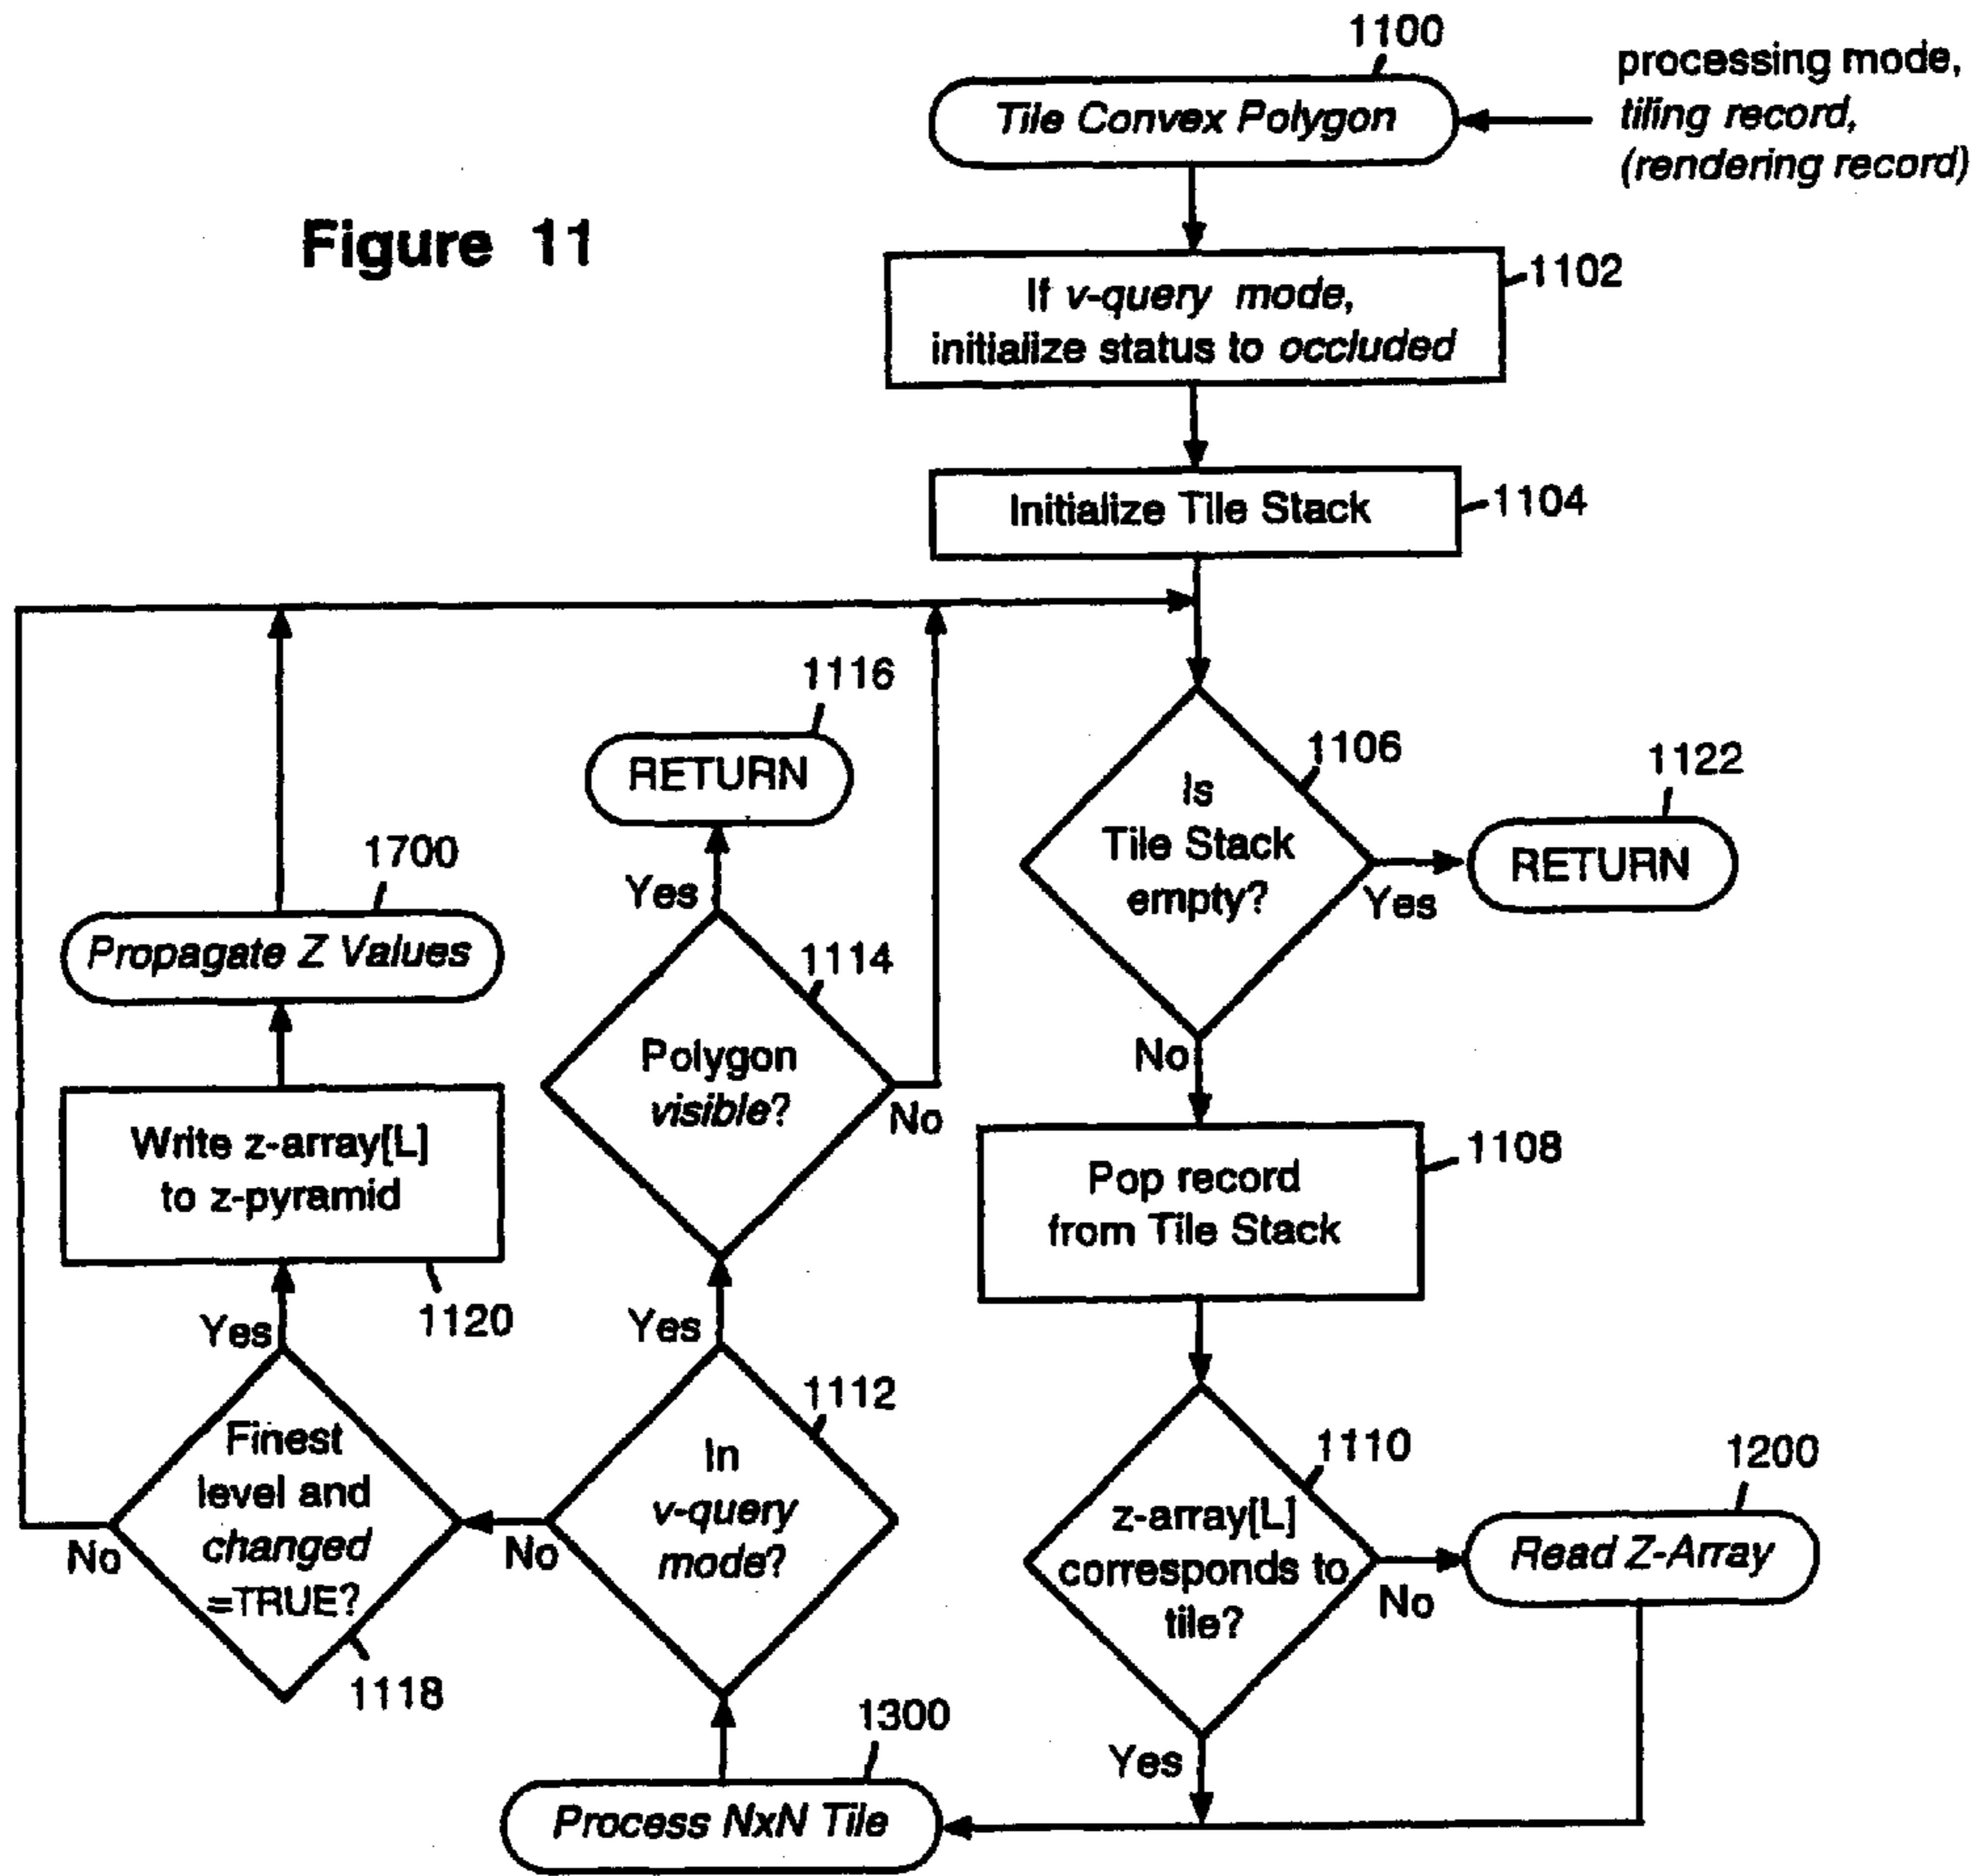 1100
Tile Convex Polygon
processing mode,
tiling record,
(rendering record)
Figure 11
1102
If v-query mode,
initialize status to occluded
Initialize Tile Stack
1104
1116
RETURN
1106
Is
Tile Stack
empty?
Yes
1122
RETURN
No
1700
Propagate Z Values
Yes
1114
Polygon
visible?
No
Write z-array[L]
to z-pyramid
1120
1108
Pop record
from Tile Stack
Yes
Finest
level and
changed
=TRUE?
No
1118
Yes
1112
In
v-query
mode?
No
1110
z-array[L]
corresponds to
tile?
No
Yes
1200
Read Z-Array
1300
Process NxN Tile